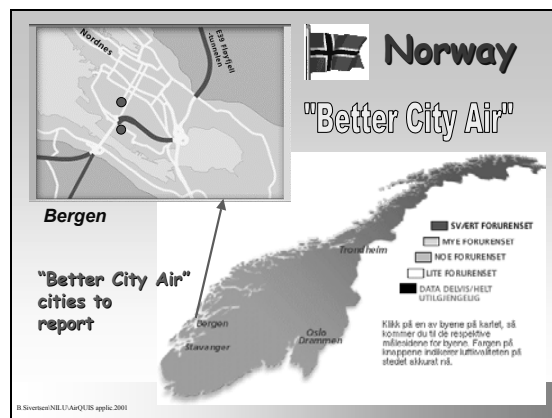 Nordnes
E39 Fløyfjell
-tunnelen
Norway
"Better City Air"
Bergen
"Better City Air"
cities to
report
Trondheim
Bergen
Stavanger
Oslo
Drammen
SVÆRT FORURENSET
MYE FORURENSET
NOE FORURENSET
LITE FORURENSET
DATA DELVIS/HELT
UTILGJENGELIG
Klikk på en av byene på kartet, så
kommer du til de respektive
målesidene for byene. Fargen på
knappene indikerer luftkvaliteten på
stedet akkurat nå.
B.Sivertsen\NILU\AirQUIS applic.2001